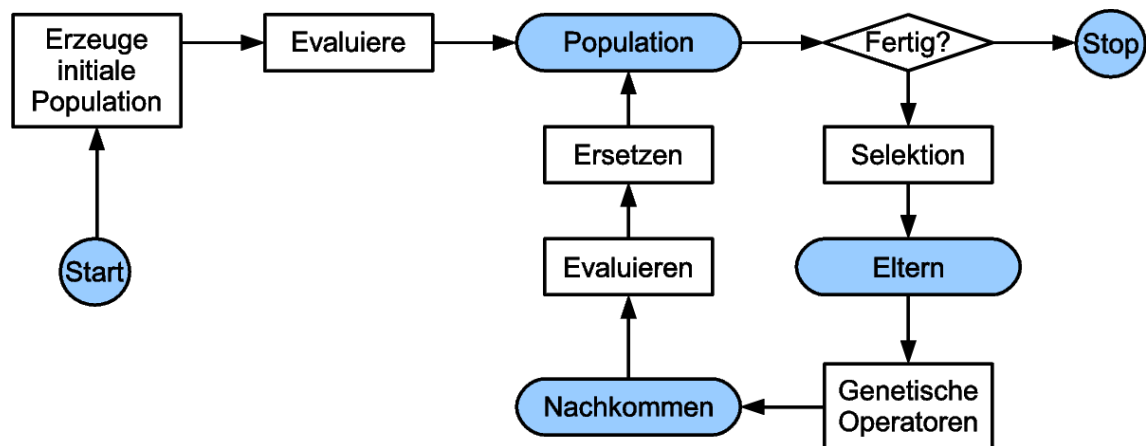 Erzeuge
initiale
Population
Evaluiere
Population
Fertig?
Stop
Ersetzen
Selektion
Start
Evaluieren
Eltern
Nachkommen
Genetische
Operatoren